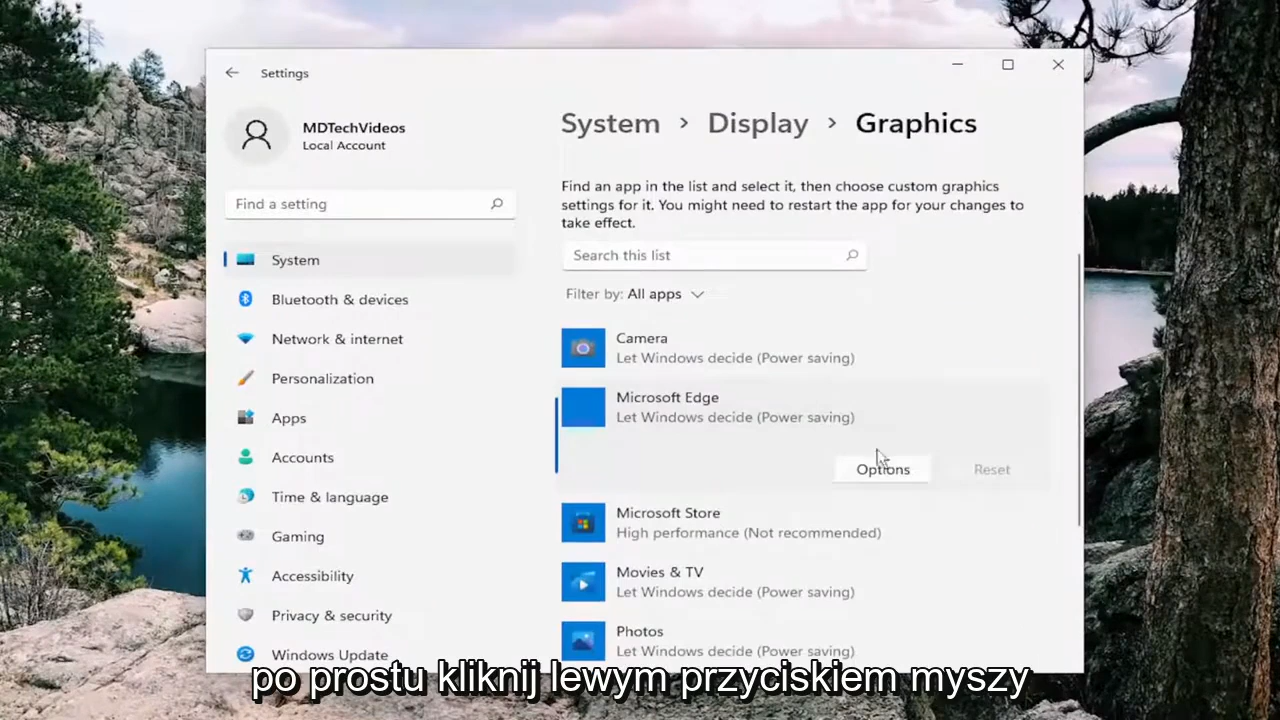 Settings
MDTechVideos
Local Account
Find a setting
System
Bluetooth & devices
Network & internet
Personalization
Apps
Accounts
Time & language
Gaming
Accessibility
Privacy & security
Windows Update
System > Display > Graphics
Find an app in the list and select it, then choose custom graphics
settings for it. You might need to restart the app for your changes to
take effect.
Search this list
Filter by: All apps
Camera
Let Windows decide (Power saving)
Microsoft Edge
Let Windows decide (Power saving)
Options Reset
Microsoft Store
High performance (Not recommended)
Movies & TV
Let Windows decide (Power saving)
Photos
Let Windows decide (Power saving)
po prostu kliknij lewym przyciskiem myszy